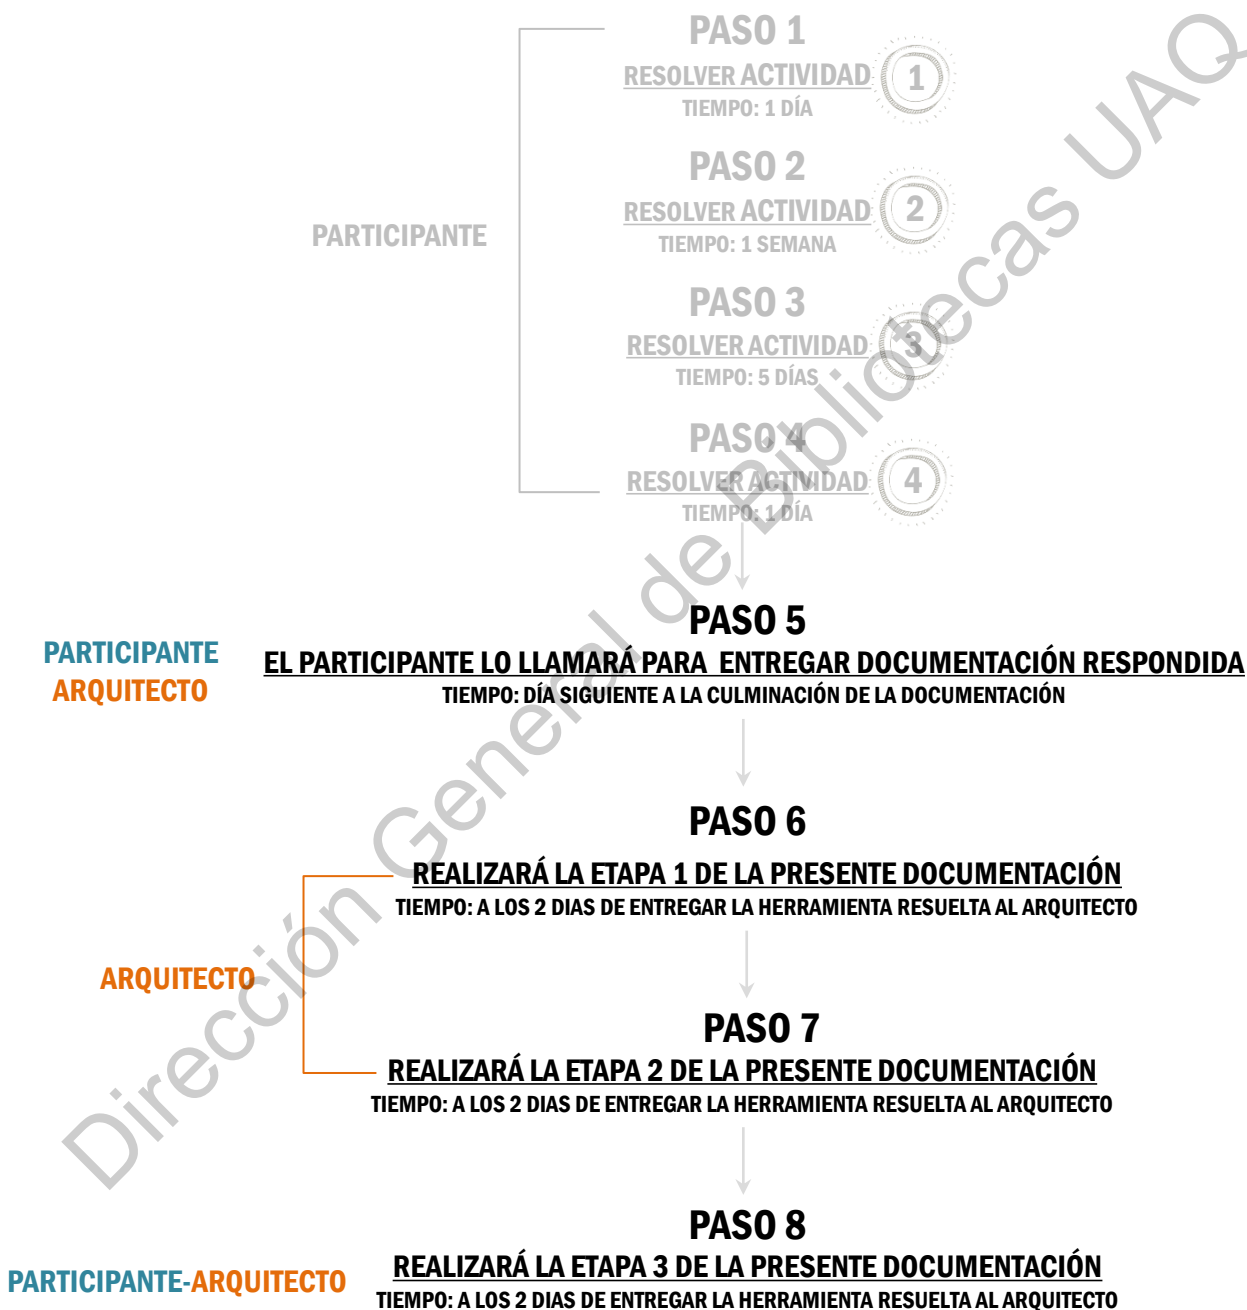 PASO 1
RESOLVER ACTIVIDAD 1
TIEMPO: 1 DÍA
PASO 2
RESOLVER ACTIVIDAD 2
TIEMPO: 1 SEMANA
PARTICIPANTE
PASO 3
RESOLVER ACTIVIDAD 3
TIEMPO: 5 DÍAS
PASO 4
RESOLVER ACTIVIDAD 4
TIEMPO: 1 DÍA
PASO 5
PARTICIPANTE
ARQUITECTO
EL PARTICIPANTE LO LLAMARÁ PARA ENTREGAR DOCUMENTACIÓN RESPONDIDA
TIEMPO: DÍA SIGUIENTE A LA CULMINACIÓN DE LA DOCUMENTACIÓN
PASO 6
REALIZARÁ LA ETAPA 1 DE LA PRESENTE DOCUMENTACIÓN
TIEMPO: A LOS 2 DIAS DE ENTREGAR LA HERRAMIENTA RESUELTA AL ARQUITECTO
ARQUITECTO
PASO 7
REALIZARÁ LA ETAPA 2 DE LA PRESENTE DOCUMENTACIÓN
TIEMPO: A LOS 2 DIAS DE ENTREGAR LA HERRAMIENTA RESUELTA AL ARQUITECTO
PASO 8
PARTICIPANTE-ARQUITECTO
REALIZARÁ LA ETAPA 3 DE LA PRESENTE DOCUMENTACIÓN
TIEMPO: A LOS 2 DIAS DE ENTREGAR LA HERRAMIENTA RESUELTA AL ARQUITECTO
Dirección General de Bibliotecas UAQ